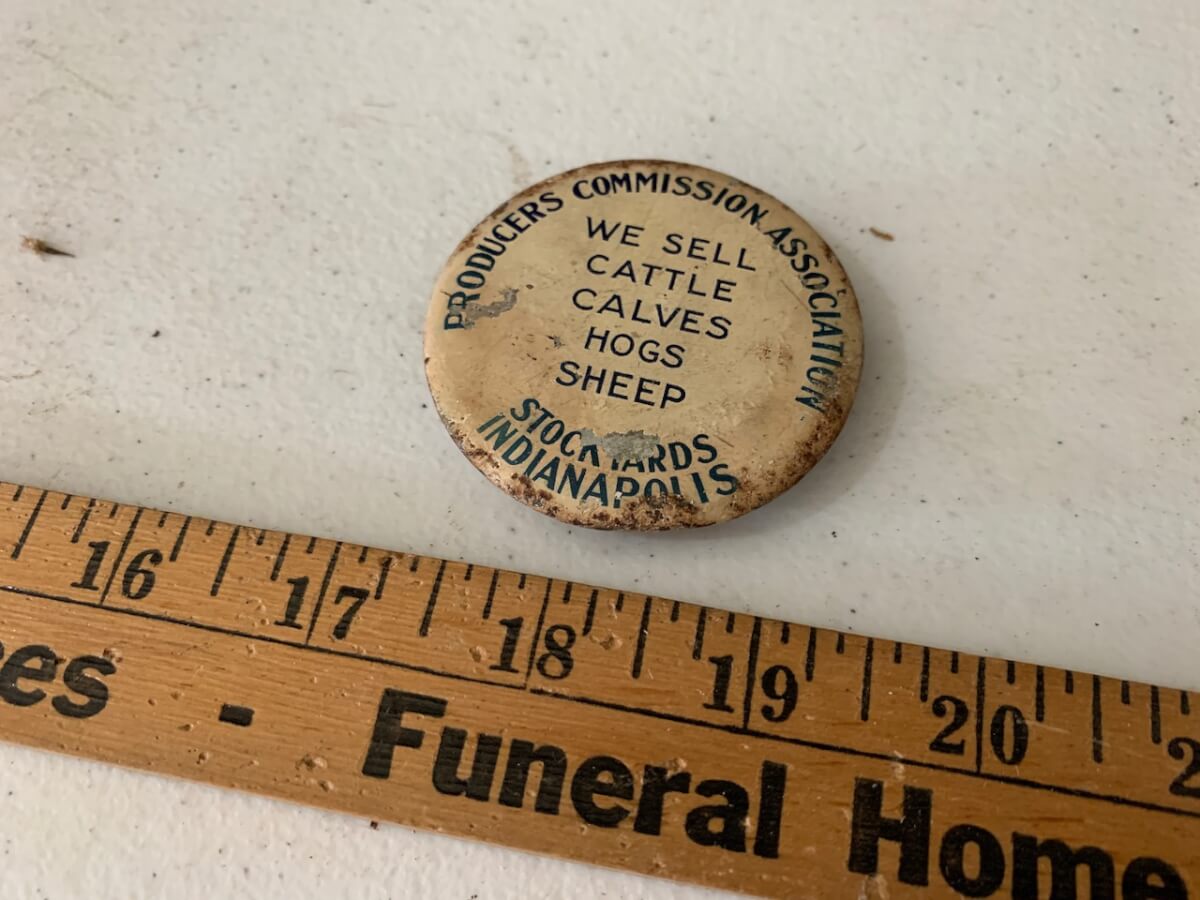 PRODUCERS COMMISSION ASSOCIATION
WE SELL
CATTLE
CALVES
HOGS
SHEEP
STOCKYARDS
INDIANAPOLIS
16 17 18 19 20 2
es - Funeral Home